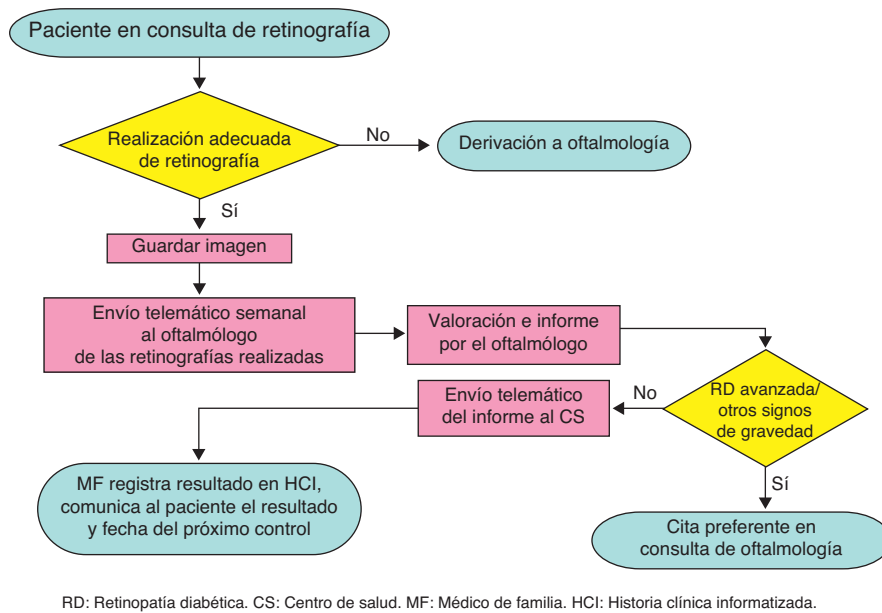 Paciente en consulta de retinografía
Realización adecuada
de retinografía
No
Derivación a oftalmología
Sí
Guardar imagen
Envío telemático semanal
al oftalmólogo
de las retinografías realizadas
Valoración e informe
por el oftalmólogo
RD avanzada/
otros signos
de gravedad
No
Envío telemático
del informe al CS
MF registra resultado en HCI,
comunica al paciente el resultado
y fecha del próximo control
Sí
Cita preferente en
consulta de oftalmología
RD: Retinopatía diabética. CS: Centro de salud. MF: Médico de familia. HCI: Historia clínica informatizada.